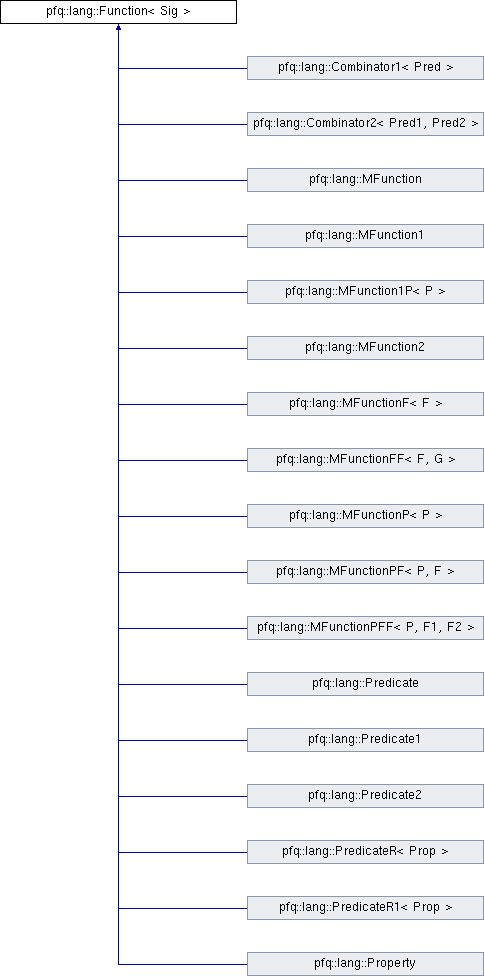 pfq::lang::Function< Sig >
pfq::lang::Combinator1< Pred >
pfq::lang::Combinator2< Pred1, Pred2 >
pfq::lang::MFunction
pfq::lang::MFunction1
pfq::lang::MFunction1P< P >
pfq::lang::MFunction2
pfq::lang::MFunctionF< F >
pfq::lang::MFunctionFF< F, G >
pfq::lang::MFunctionP< P >
pfq::lang::MFunctionPF< P, F >
pfq::lang::MFunctionPFF< P, F1, F2 >
pfq::lang::Predicate
pfq::lang::Predicate1
pfq::lang::Predicate2
pfq::lang::PredicateR< Prop >
pfq::lang::PredicateR1< Prop >
pfq::lang::Property